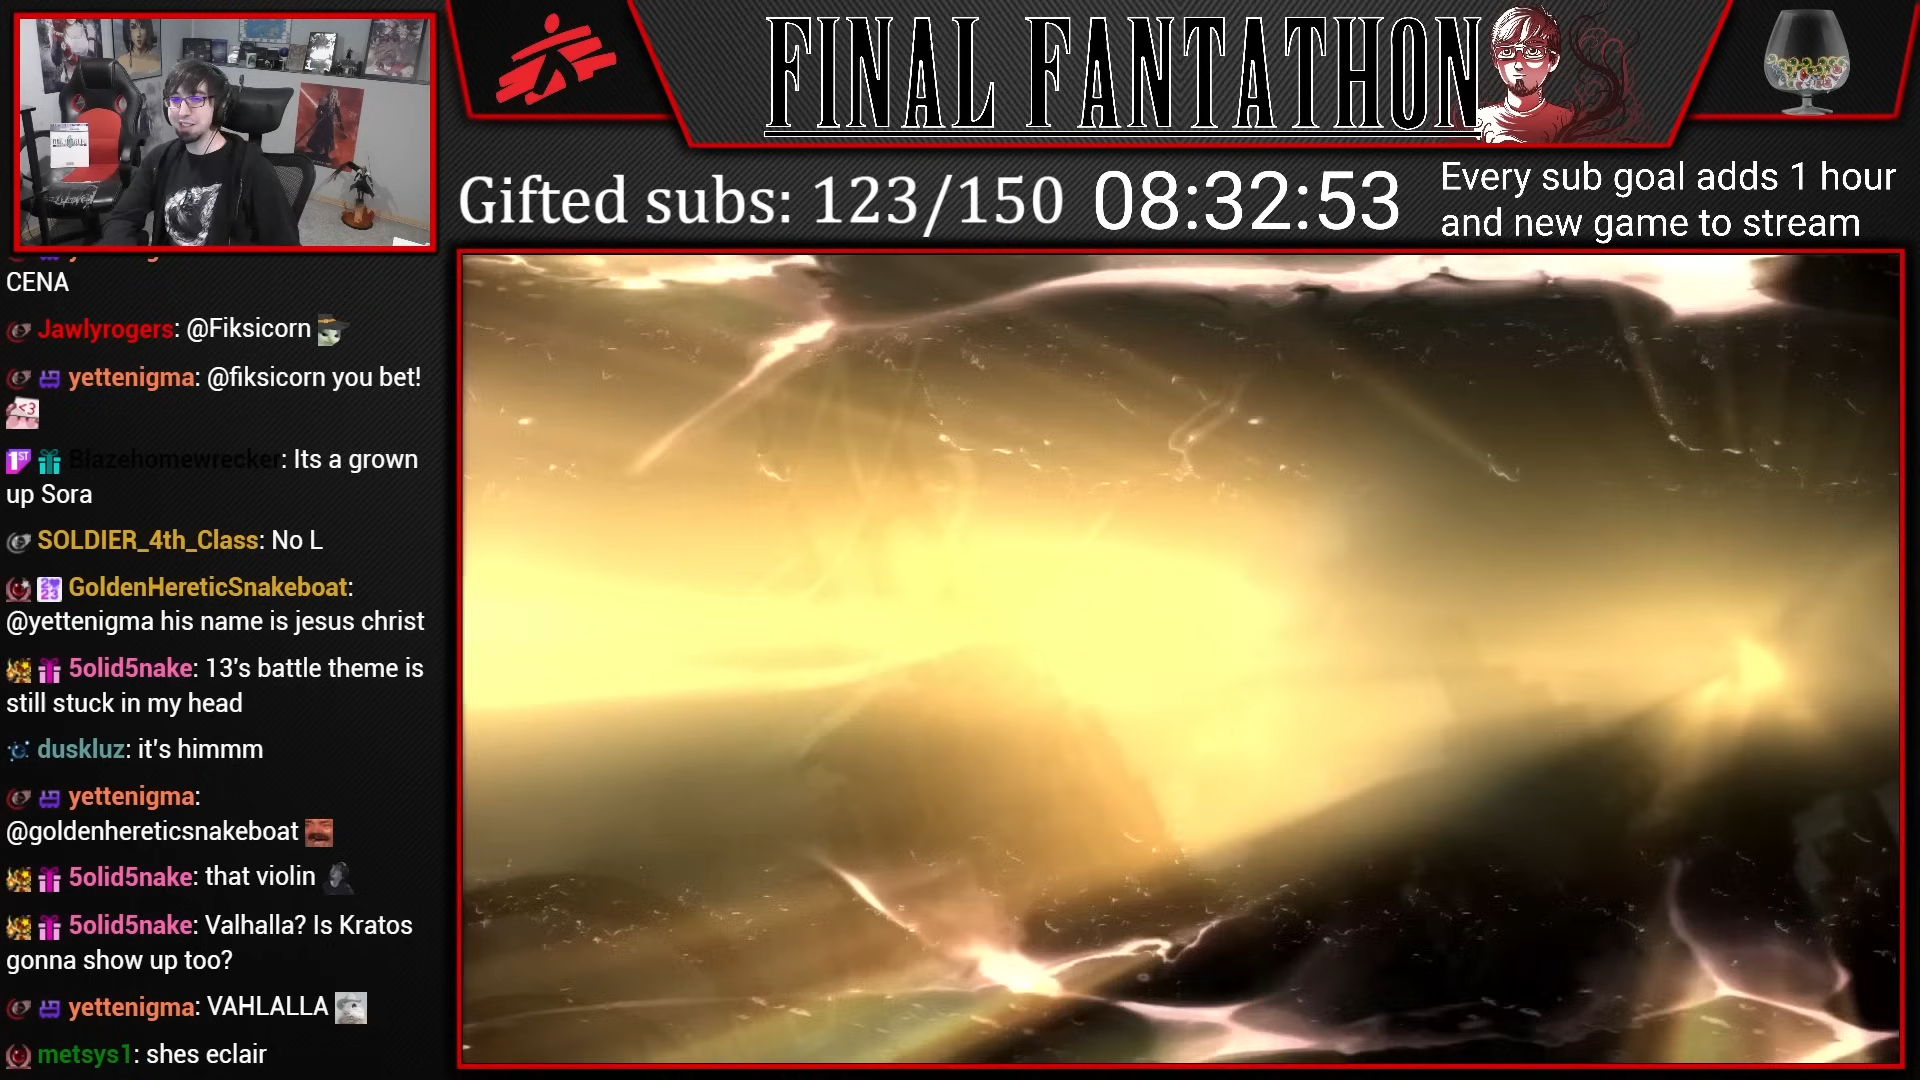 FINAL FANTATHON
Gifted subs: 123/150
08:32:53
Every sub goal adds 1 hour
and new game to stream
CENA
Jawlyrogers: @Fiksicorn
yettenigma: @fiksicorn you bet!
<3
1ST Blazehomewrecker: Its a grown
up Sora
SOLDIER_4th_Class: No L
GoldenHereticSnakeboat:
@yettenigma his name is jesus christ
5olid5nake: 13's battle theme is
still stuck in my head
duskluz: it's himmm
yettenigma:
@goldenhereticsnakeboat
5olid5nake: that violin
5olid5nake: Valhalla? Is Kratos
gonna show up too?
yettenigma: VAHLALLA
metsys1: shes eclair